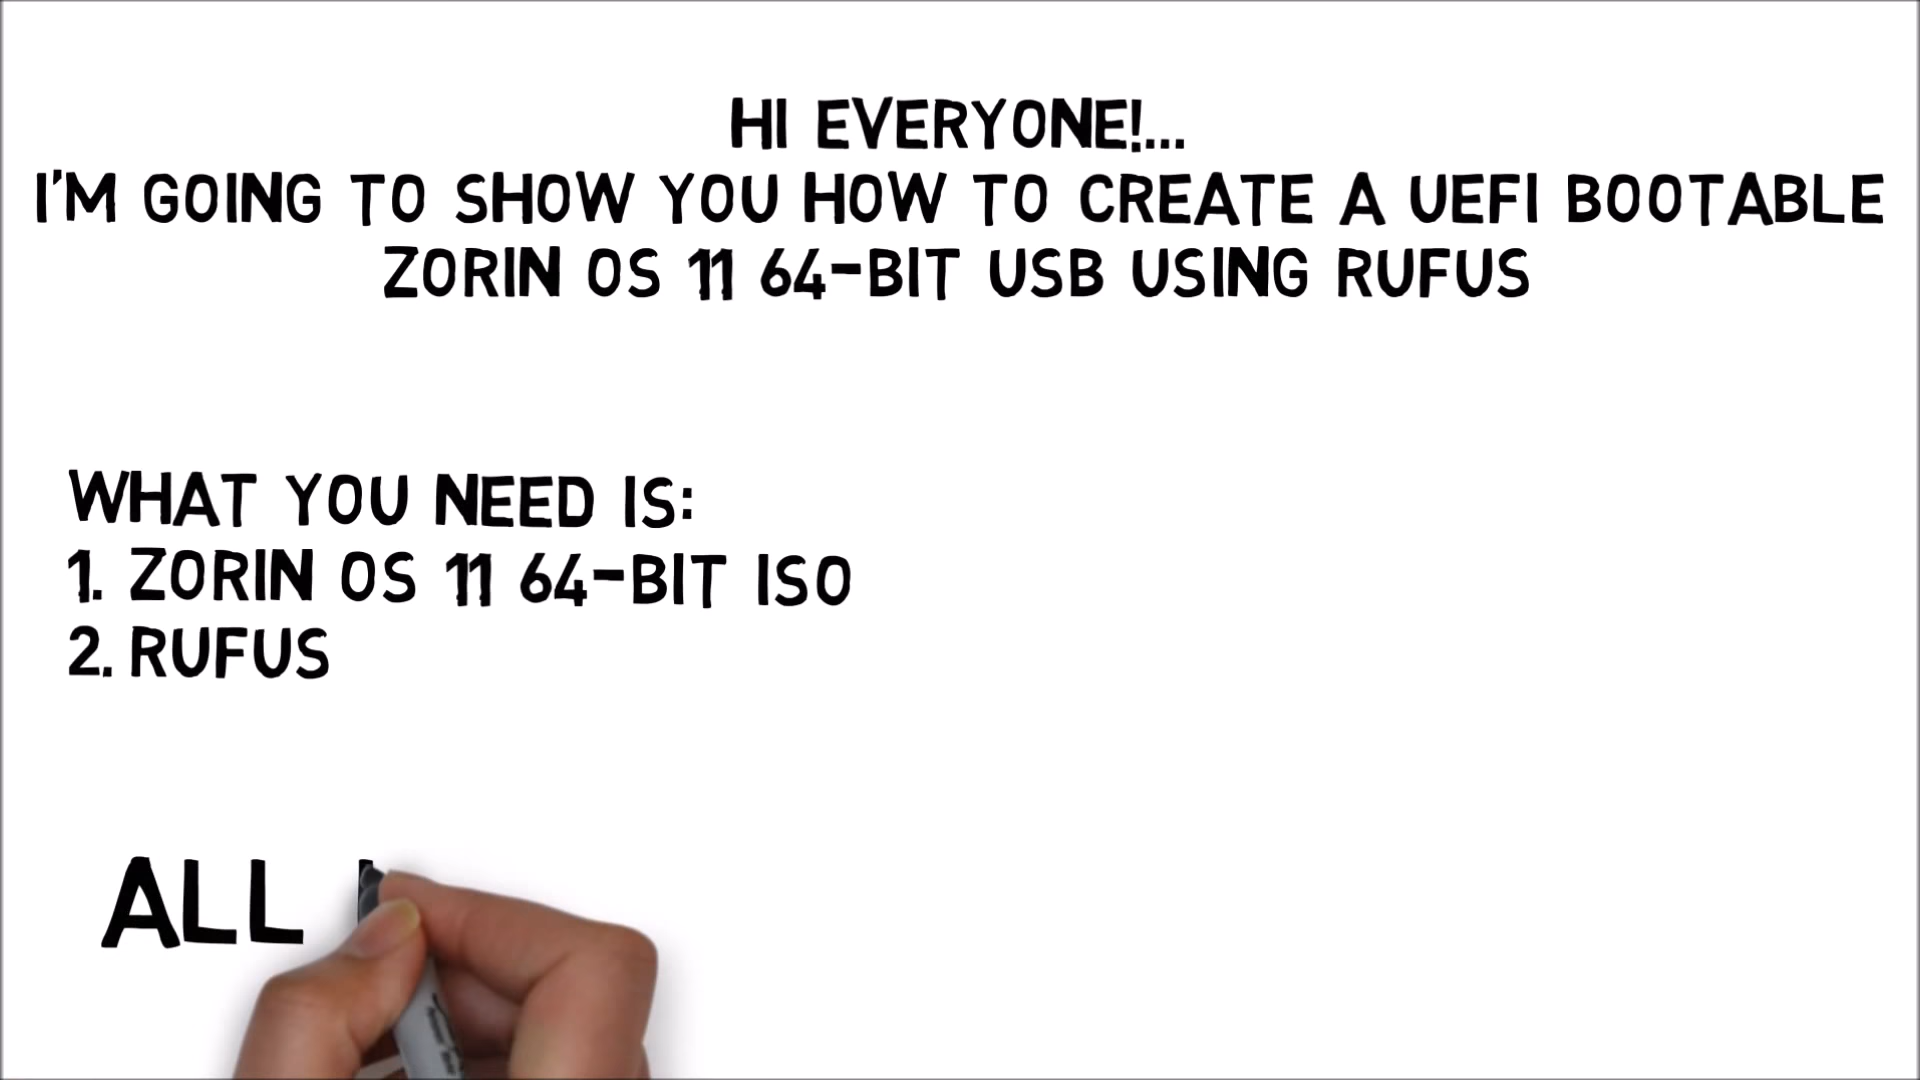 HI EVERYONE!...
I'M GOING TO SHOW YOU HOW TO CREATE A UEFI BOOTABLE
ZORIN OS 11 64-BIT USB USING RUFUS
WHAT YOU NEED IS:
1. ZORIN OS 11 64-BIT ISO
2. RUFUS
ALL